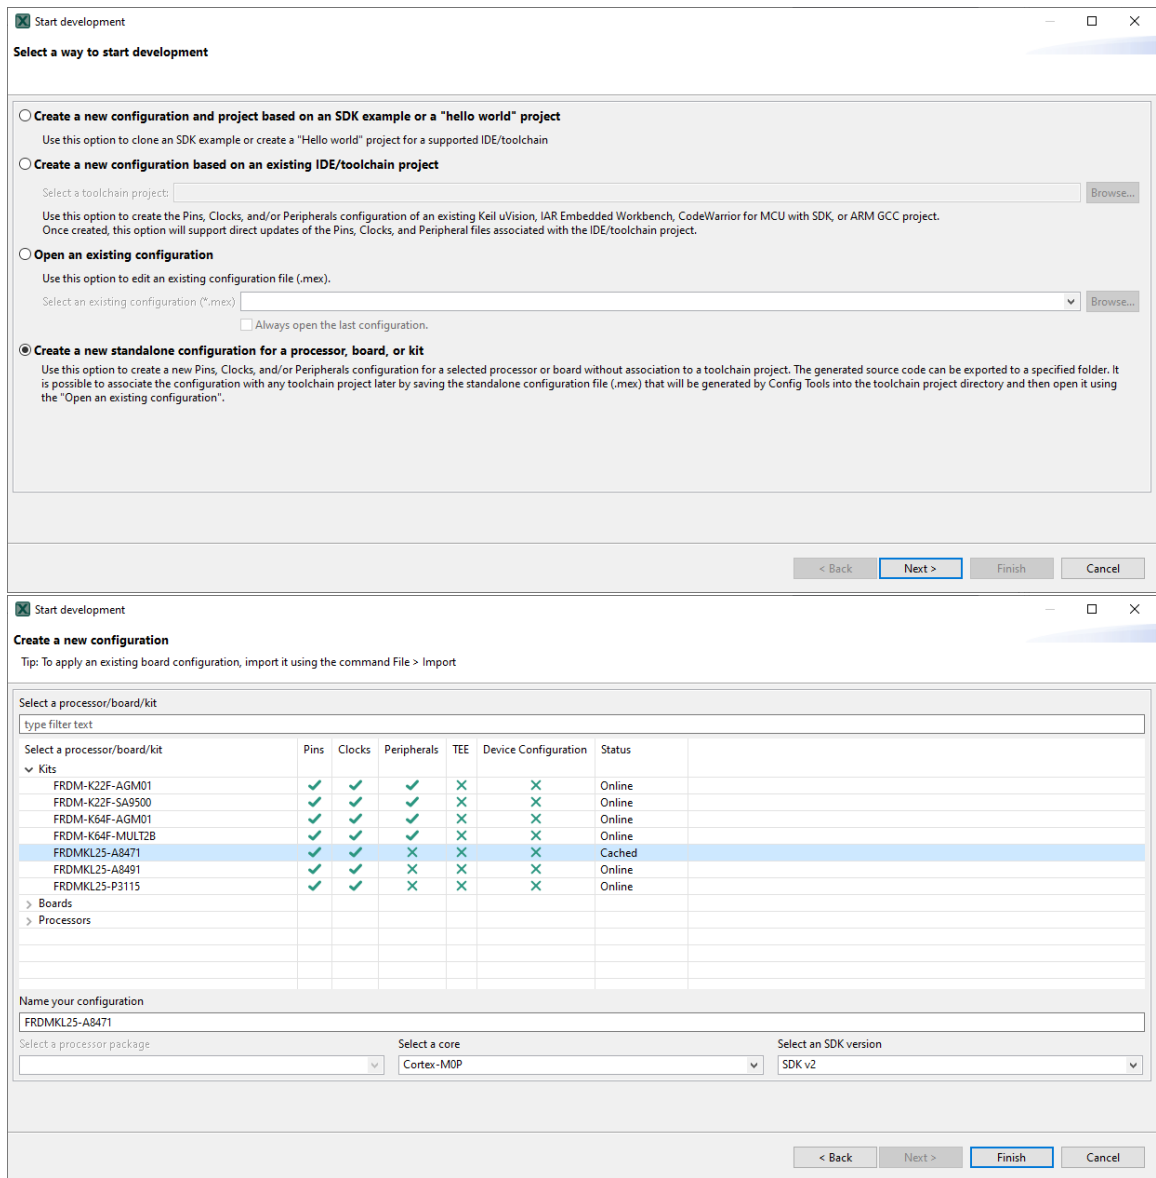 Start development
Select a way to start development
Create a new configuration and project based on an SDK example or a "hello world" project
Use this option to clone an SDK example or create a "Hello world" project for a supported IDE/toolchain
Create a new configuration based on an existing IDE/toolchain project
Select a toolchain project: Browse...
Use this option to create the Pins, Clocks, and/or Peripherals configuration of an existing Keil uVision, IAR Embedded Workbench, CodeWarrior for MCU with SDK, or ARM GCC project.
Once created, this option will support direct updates of the Pins, Clocks, and Peripheral files associated with the IDE/toolchain project.
Open an existing configuration
Use this option to edit an existing configuration file (.mex).
Select an existing configuration (*.mex) Browse...
Always open the last configuration.
Create a new standalone configuration for a processor, board, or kit
Use this option to create a new Pins, Clocks, and/or Peripherals configuration for a selected processor or board without association to a toolchain project. The generated source code can be exported to a specified folder. It
is possible to associate the configuration with any toolchain project later by saving the standalone configuration file (.mex) that will be generated by Config Tools into the toolchain project directory and then open it using
the "Open an existing configuration".
< Back Next > Finish Cancel
Start development
Create a new configuration
Tip: To apply an existing board configuration, import it using the command File > Import
Select a processor/board/kit
type filter text
Select a processor/board/kit Pins Clocks Peripherals TEE Device Configuration Status
Kits
FRDM-K22F-AGM01 Online
FRDM-K22F-SA9500 Online
FRDM-K64F-AGM01 Online
FRDM-K64F-MULT2B Online
FRDMKL25-A8471 Cached
FRDMKL25-A8491 Online
FRDMKL25-P3115 Online
Boards
Processors
Name your configuration
FRDMKL25-A8471
Select a processor package Select a core Select an SDK version
Cortex-M0P SDK v2
< Back Next > Finish Cancel